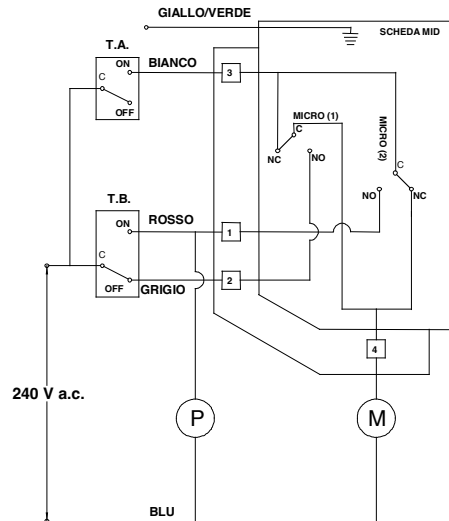 GIALLO/VERDE
SCHEDA MID
T.A.
ON
BIANCO
3
C
OFF
MICRO (1)
C
NC
NO
MICRO (2)
C
NO
NC
T.B.
ON
ROSSO
1
C
OFF
GRIGIO
2
4
240 V a.c.
P
M
BLU